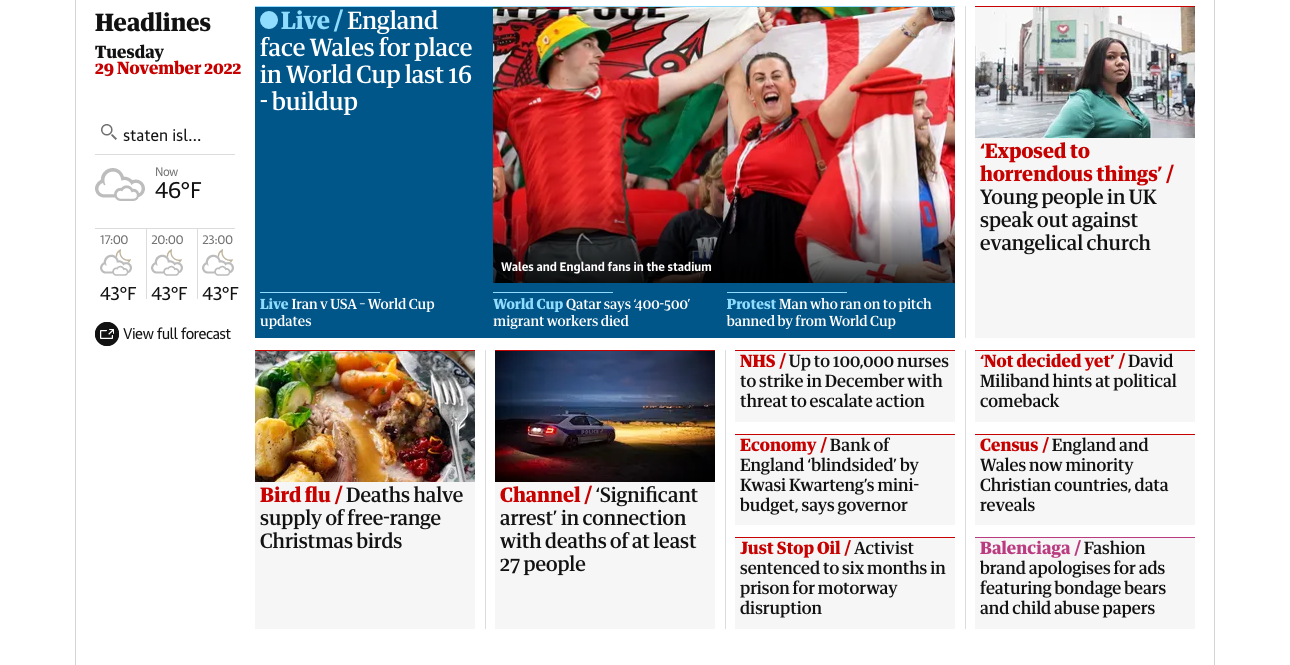 Headlines
Tuesday
29 November 2022
staten isl...
Now
46°F
17:00
20:00
23:00
43°F
43°F
43°F
View full forecast
Live / England
face Wales for place
in World Cup last 16
- buildup
Wales and England fans in the stadium
Live Iran v USA – World Cup
updates
World Cup Qatar says ‘400-500’
migrant workers died
Protest Man who ran on to pitch
banned by from World Cup
‘Exposed to
horrendous things’ /
Young people in UK
speak out against
evangelical church
Bird flu / Deaths halve
supply of free-range
Christmas birds
Channel / ‘Significant
arrest’ in connection
with deaths of at least
27 people
NHS / Up to 100,000 nurses
to strike in December with
threat to escalate action
‘Not decided yet’ / David
Miliband hints at political
comeback
Economy / Bank of
England ‘blindsided’ by
Kwasi Kwarteng’s mini-
budget, says governor
Census / England and
Wales now minority
Christian countries, data
reveals
Just Stop Oil / Activist
sentenced to six months in
prison for motorway
disruption
Balenciaga / Fashion
brand apologises for ads
featuring bondage bears
and child abuse papers